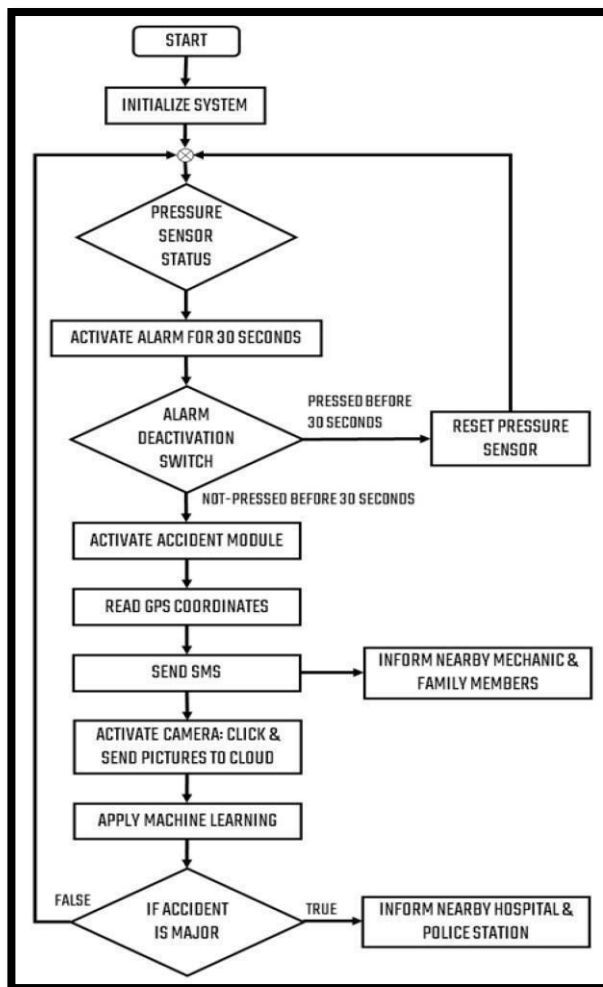 START
INITIALIZE SYSTEM
PRESSURE
SENSOR
STATUS
ACTIVATE ALARM FOR 30 SECONDS
ALARM
DEACTIVATION
SWITCH
PRESSED BEFORE
30 SECONDS
RESET PRESSURE
SENSOR
NOT-PRESSED BEFORE 30 SECONDS
ACTIVATE ACCIDENT MODULE
READ GPS COORDINATES
SEND SMS
INFORM NEARBY MECHANIC &
FAMILY MEMBERS
ACTIVATE CAMERA: CLICK &
SEND PICTURES TO CLOUD
APPLY MACHINE LEARNING
FALSE
IF ACCIDENT
IS MAJOR
TRUE
INFORM NEARBY HOSPITAL &
POLICE STATION